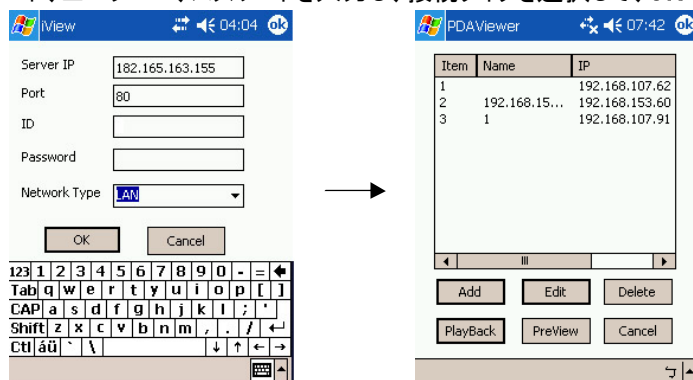 iView 04:04 ok
Server IP 182.165.163.155
Port 80
ID
Password
Network Type LAN
OK Cancel
123 1 2 3 4 5 6 7 8 9 0 - =
Tab q w e r t y u i o p [ ]
CAP a s d f g h j k l ; '
Shift z x c v b n m , . /
Ctl áü ` \
PDAViewer 07:42 ok
Item Name IP
1 192.168.107.62
2 192.168.15... 192.168.153.60
3 1 192.168.107.91
Add Edit Delete
PlayBack PreView Cancel